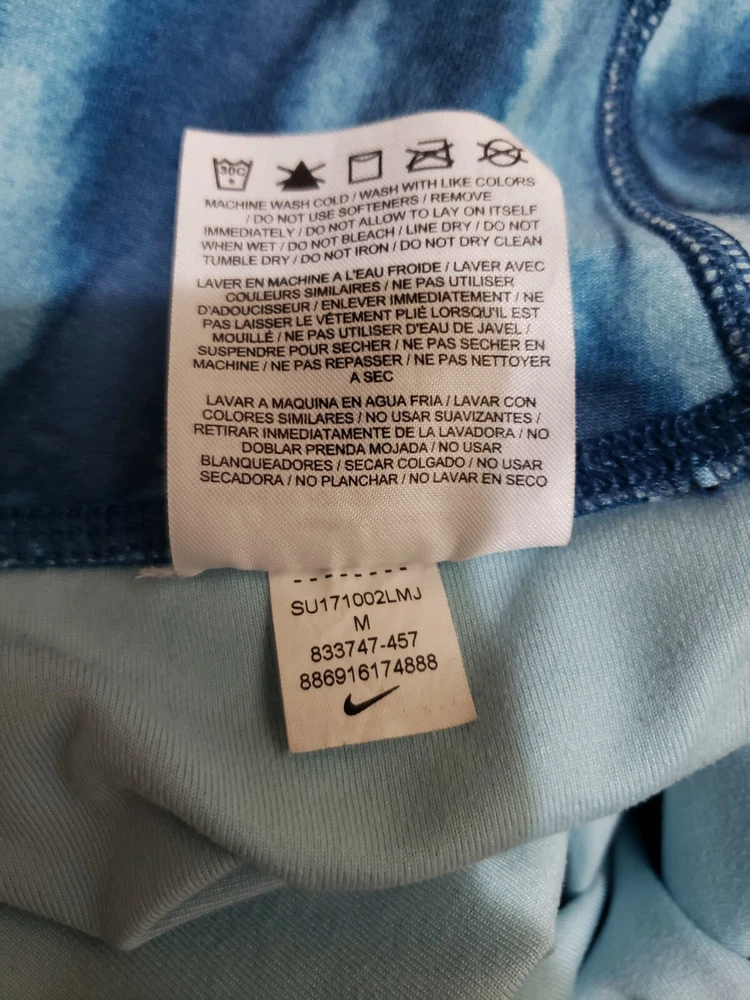 30C
MACHINE WASH COLD / WASH WITH LIKE COLORS
/ DO NOT USE SOFTENERS / REMOVE
IMMEDIATELY / DO NOT ALLOW TO LAY ON ITSELF
WHEN WET / DO NOT BLEACH / LINE DRY / DO NOT
TUMBLE DRY / DO NOT IRON / DO NOT DRY CLEAN
LAVER EN MACHINE A L'EAU FROIDE / LAVER AVEC
COULEURS SIMILAIRES / NE PAS UTILISER
D'ADOUCISSEUR / ENLEVER IMMEDIATEMENT / NE
PAS LAISSER LE VÉTEMENT PLIÉ LORSQU'IL EST
MOUILLÉ / NE PAS UTILISER D'EAU DE JAVEL /
SUSPENDRE POUR SECHER / NE PAS SECHER EN
MACHINE / NE PAS REPASSER / NE PAS NETTOYER
A SEC
LAVAR A MAQUINA EN AGUA FRIA / LAVAR CON
COLORES SIMILARES / NO USAR SUAVIZANTES /
RETIRAR INMEDIATAMENTE DE LA LAVADORA / NO
DOBLAR PRENDA MOJADA / NO USAR
BLANQUEADORES / SECAR COLGADO / NO USAR
SECADORA / NO PLANCHAR / NO LAVAR EN SECO
SU171002LMJ
M
833747-457
886916174888